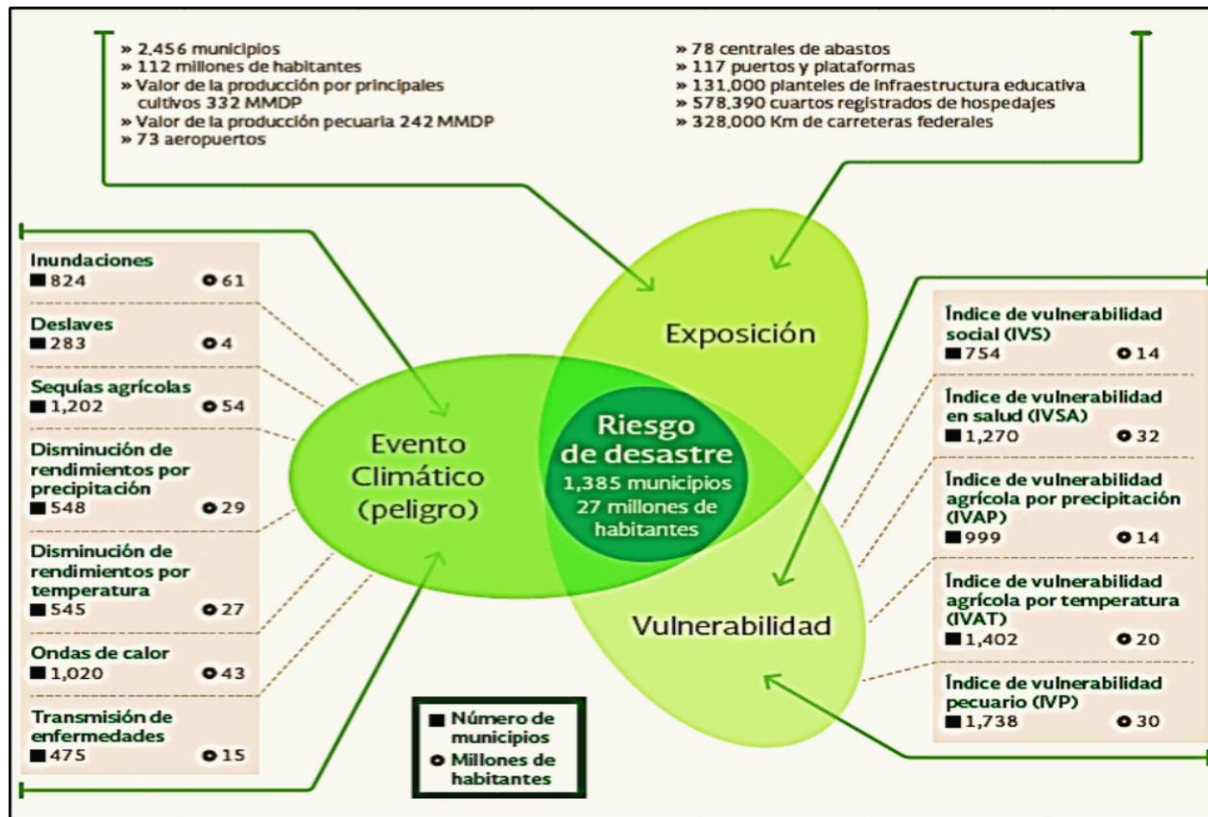 » 2,456 municipios
» 112 millones de habitantes
» Valor de la producción por principales
cultivos 332 MMDP
» Valor de la producción pecuaria 242 MMDP
» 73 aeropuertos
» 78 centrales de abastos
» 117 puertos y plataformas
» 131,000 planteles de infraestructura educativa
» 578,390 cuartos registrados de hospedajes
» 328,000 Km de carreteras federales
Inundaciones
824 61
Deslaves
283 4
Sequías agrícolas
1,202 54
Disminución de
rendimientos por
precipitación
548 29
Disminución de
rendimientos por
temperatura
545 27
Ondas de calor
1,020 43
Transmisión de
enfermedades
475 15
Evento
Climático
(peligro)
Exposición
Riesgo
de desastre
1,385 municipios
27 millones de
habitantes
Vulnerabilidad
Número de
municipios
Millones de
habitantes
Índice de vulnerabilidad
social (IVS)
754 14
Índice de vulnerabilidad
en salud (IVSA)
1,270 32
Índice de vulnerabilidad
agrícola por precipitación
(IVAP)
999 14
Índice de vulnerabilidad
agrícola por temperatura
(IVAT)
1,402 20
Índice de vulnerabilidad
pecuario (IVP)
1,738 30